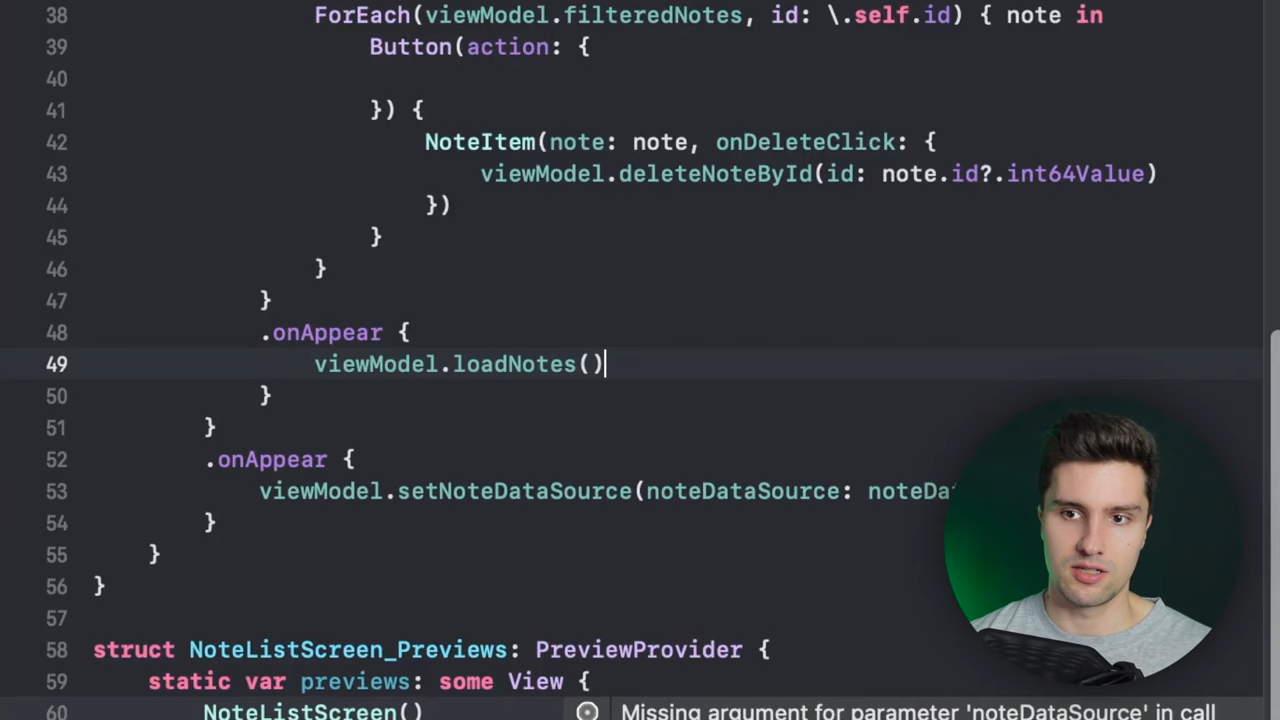 38 ForEach(viewModel.filteredNotes, id: \.self.id) { note in
39 Button(action: {
40
41 }) {
42 NoteItem(note: note, onDeleteClick: {
43 viewModel.deleteNoteById(id: note.id?.int64Value)
44 })
45 }
46 }
47 }
48 .onAppear {
49 viewModel.loadNotes()
50 }
51 }
52 .onAppear {
53 viewModel.setNoteDataSource(noteDataSource:
54 }
55 }
56 }
57
58 struct NoteListScreen_Previews: PreviewProvider {
59 static var previews: some View {
60 NoteListScreen() Missing argument for parameter 'noteDataSource' in call